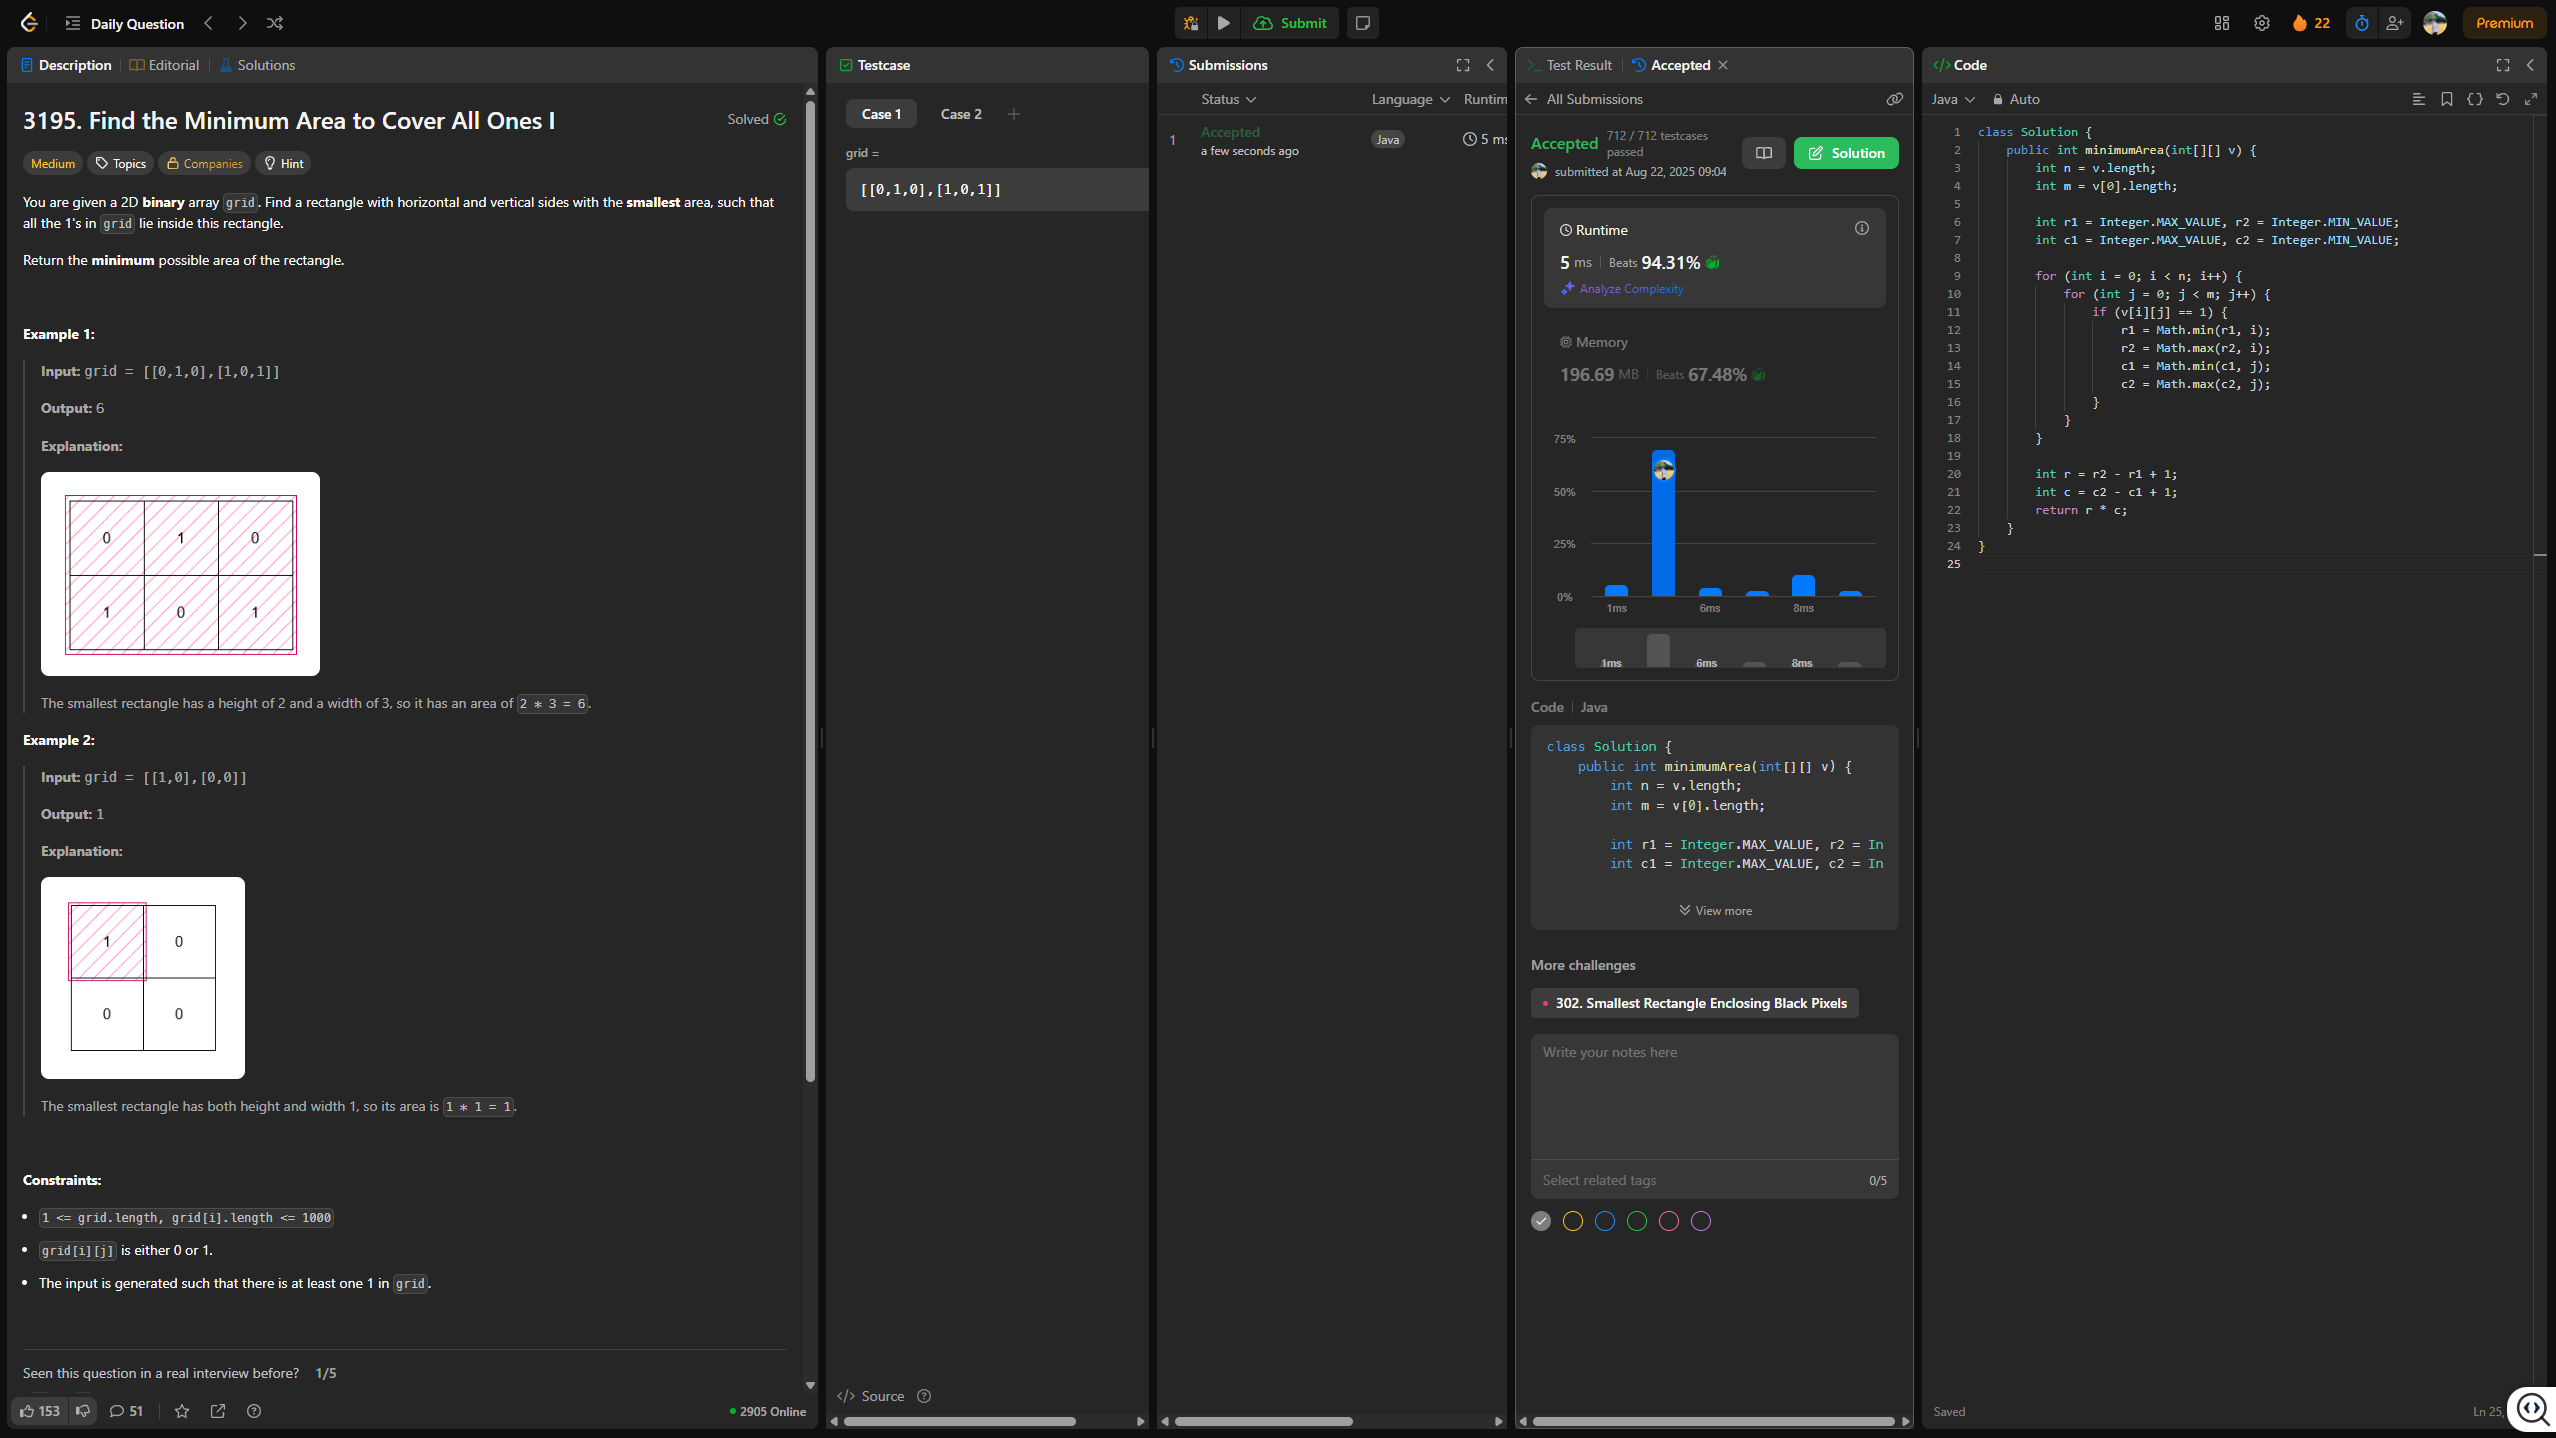 Daily Question
Submit
22
Premium
Description
Editorial
Solutions
3195. Find the Minimum Area to Cover All Ones I
Solved
Medium
Topics
Companies
Hint
You are given a 2D binary array grid. Find a rectangle with horizontal and vertical sides with the smallest area, such that
all the 1's in grid lie inside this rectangle.
Return the minimum possible area of the rectangle.
Example 1:
Input: grid = [[0,1,0],[1,0,1]]
Output: 6
Explanation:
0 1 0
1 0 1
The smallest rectangle has a height of 2 and a width of 3, so it has an area of 2 * 3 = 6.
Example 2:
Input: grid = [[1,0],[0,0]]
Output: 1
Explanation:
1 0
0 0
The smallest rectangle has both height and width 1, so its area is 1 * 1 = 1.
Constraints:
• 1 <= grid.length, grid[i].length <= 1000
• grid[i][j] is either 0 or 1.
• The input is generated such that there is at least one 1 in grid.
Seen this question in a real interview before? 1/5
153
51
2905 Online
Testcase
Case 1
Case 2
grid =
[[0,1,0],[1,0,1]]
Source
Submissions
Status
Language
Runtim
1
Accepted
a few seconds ago
Java
5 ms
Test Result
Accepted
All Submissions
Accepted
712 / 712 testcases
passed
submitted at Aug 22, 2025 09:04
Solution
Runtime
5 ms
Beats 94.31%
Analyze Complexity
Memory
196.69 MB
Beats 67.48%
75%
50%
25%
0%
1ms
6ms
8ms
1ms
6ms
8ms
Code
Java
class Solution {
public int minimumArea(int[][] v) {
int n = v.length;
int m = v[0].length;
int r1 = Integer.MAX_VALUE, r2 = In
int c1 = Integer.MAX_VALUE, c2 = In
View more
More challenges
302. Smallest Rectangle Enclosing Black Pixels
Write your notes here
Select related tags
0/5
Code
Java
Auto
1 class Solution {
2 public int minimumArea(int[][] v) {
3 int n = v.length;
4 int m = v[0].length;
5
6 int r1 = Integer.MAX_VALUE, r2 = Integer.MIN_VALUE;
7 int c1 = Integer.MAX_VALUE, c2 = Integer.MIN_VALUE;
8
9 for (int i = 0; i < n; i++) {
10 for (int j = 0; j < m; j++) {
11 if (v[i][j] == 1) {
12 r1 = Math.min(r1, i);
13 r2 = Math.max(r2, i);
14 c1 = Math.min(c1, j);
15 c2 = Math.max(c2, j);
16 }
17 }
18 }
19
20 int r = r2 - r1 + 1;
21 int c = c2 - c1 + 1;
22 return r * c;
23 }
24 }
25
Saved
Ln 25,